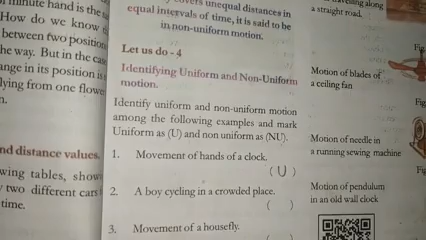 minute hand is the
How do we know
between two position
he way. But in the cas
ange in its position is
lying from one flowe
n.
nd distance values.
wing tables, show
two different cars
time.
covers unequal distances in
equal intervals of time, it is said to be
in non-uniform motion.
Let us do - 4
Identifying Uniform and Non-Uniform
motion.
Identify uniform and non-uniform motion
among the following examples and mark
Uniform as (U) and non uniform as (NU).
1. Movement of hands of a clock.
( U )
2. A boy cycling in a crowded place.
( )
3. Movement of a housefly.
along
a straight road.
Fig
Motion of blades of
a ceiling fan
Fig
Motion of needle in
a running sewing machine
Fig
Motion of pendulum
in an old wall clock